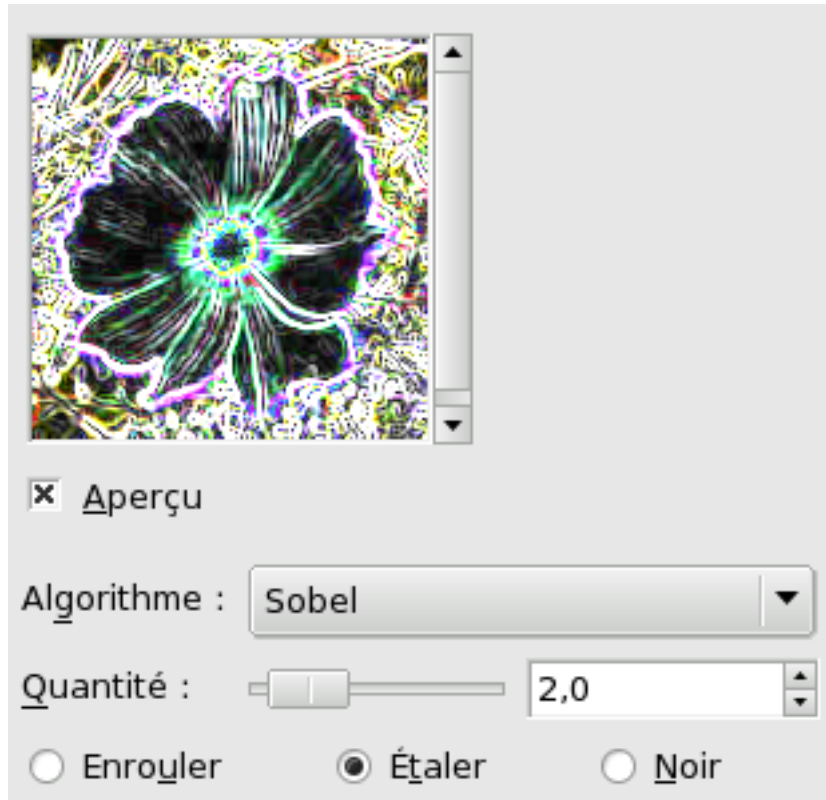 Aperçu
Algorithme : Sobel
Quantité : 2,0
Enrouler Étaler Noir